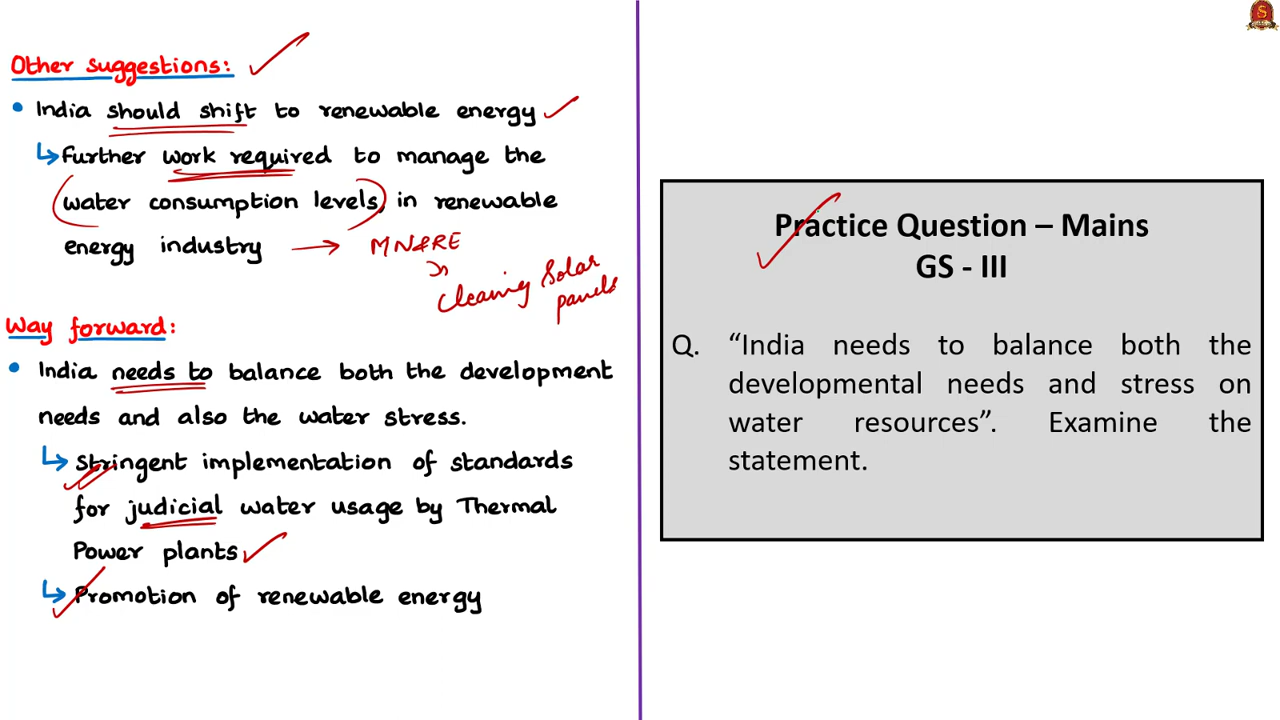 Other suggestions:
• India should shift to renewable energy
↳ Further work required to manage the
(water consumption levels) in renewable
energy industry → MN&RE
Cleaning Solar
panels
Way forward:
• India needs to balance both the development
needs and also the water stress.
↳ Stringent implementation of standards
for judicial water usage by Thermal
Power plants
↳ Promotion of renewable energy
Practice Question – Mains
GS - III
Q. “India needs to balance both the
developmental needs and stress on
water resources”. Examine the
statement.